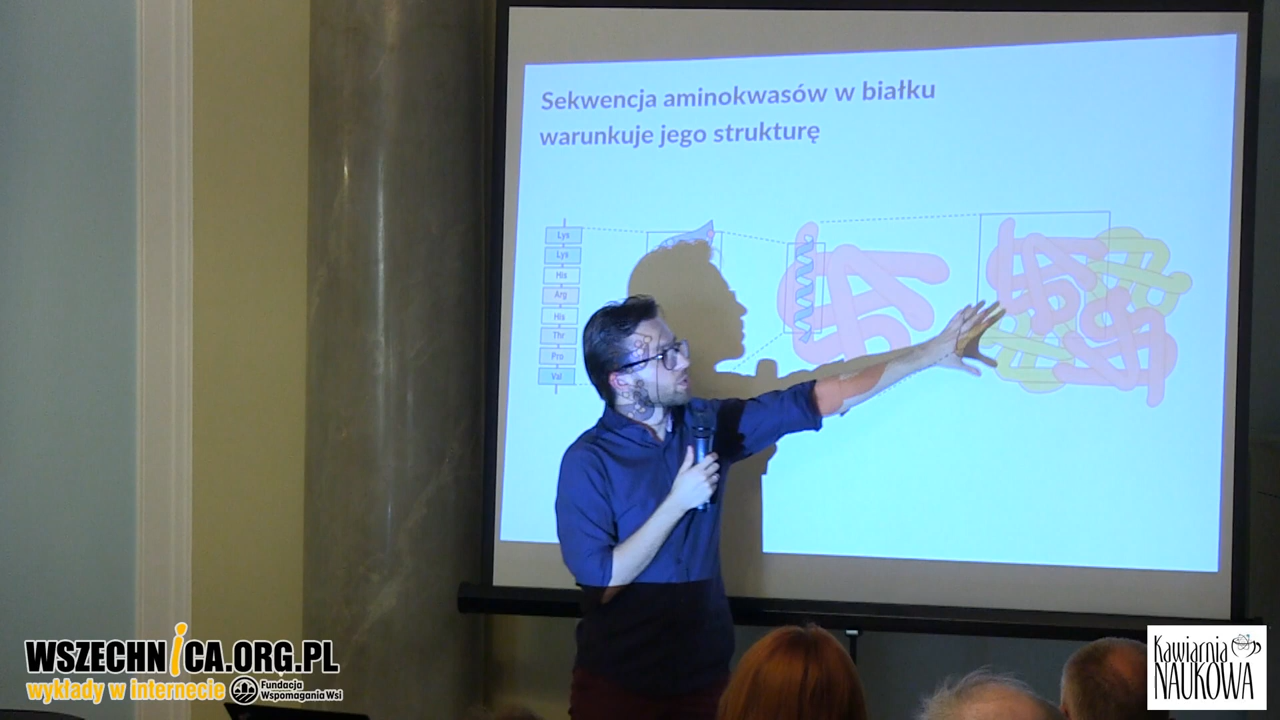 Sekwencja aminokwasów w białku
warunkuje jego strukturę
Lys
Lys
His
Arg
His
Thr
Pro
Val
WSZECHNiCA.ORG.PL
wykłady w internecie
Fundacja
Wspomagania Wsi
Kawiarnia
NAUKOWA